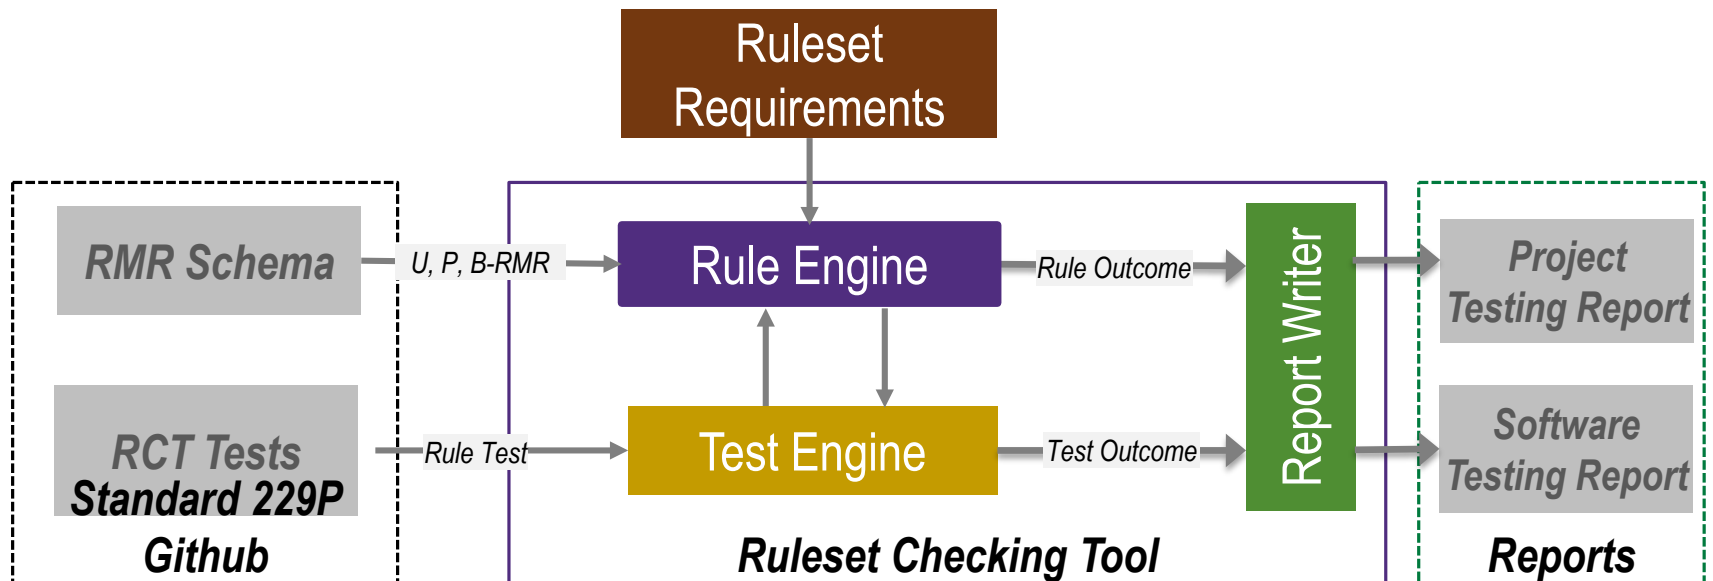 Ruleset
Requirements
RMR Schema
U, P, B-RMR
Rule Engine
Rule Outcome
Report Writer
Project
Testing Report
RCT Tests
Rule Test
Test Engine
Test Outcome
Software
Testing Report
Standard 229P
Github
Ruleset Checking Tool
Reports